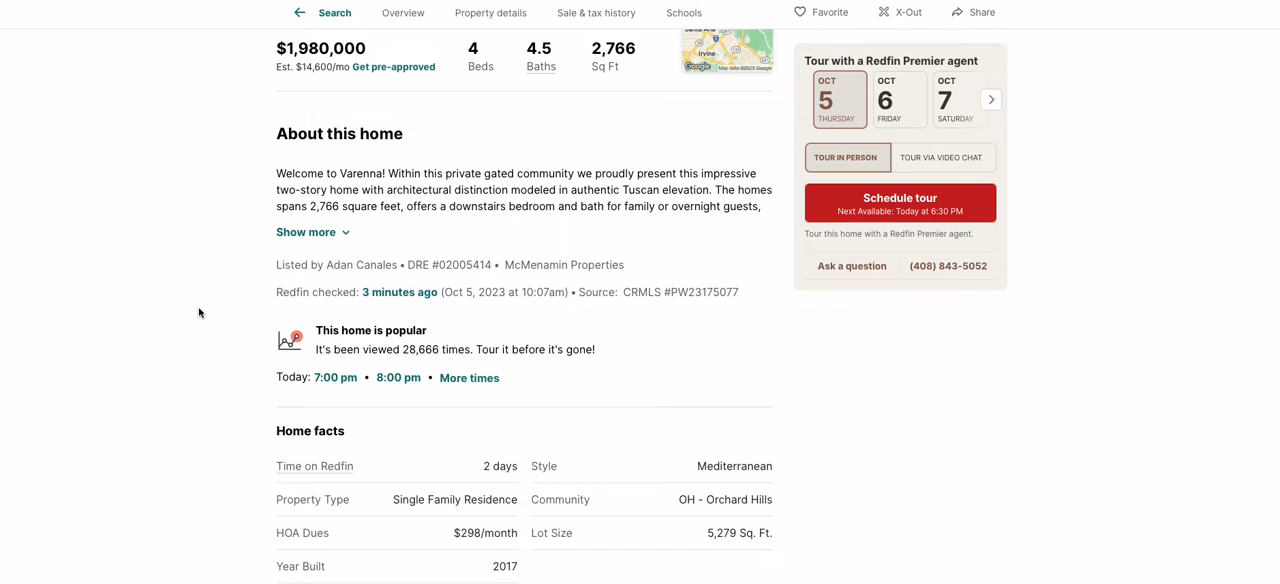 Search Overview Property details Sale & tax history Schools Favorite X-Out Share
$1,980,000 4 4.5 2,766
Est. $14,600/mo Get pre-approved Beds Baths Sq Ft
Irvine
Google Map data ©2023 Google
About this home
Welcome to Varenna! Within this private gated community we proudly present this impressive
two-story home with architectural distinction modeled in authentic Tuscan elevation. The homes
spans 2,766 square feet, offers a downstairs bedroom and bath for family or overnight guests,
Show more
Listed by Adan Canales • DRE #02005414 • McMenamin Properties
Redfin checked: 3 minutes ago (Oct 5, 2023 at 10:07am) • Source: CRMLS #PW23175077
This home is popular
It's been viewed 28,666 times. Tour it before it's gone!
Today: 7:00 pm • 8:00 pm • More times
Home facts
Time on Redfin 2 days Style Mediterranean
Property Type Single Family Residence Community OH - Orchard Hills
HOA Dues $298/month Lot Size 5,279 Sq. Ft.
Year Built 2017
Tour with a Redfin Premier agent
OCT OCT OCT
5 6 7
THURSDAY FRIDAY SATURDAY
TOUR IN PERSON TOUR VIA VIDEO CHAT
Schedule tour
Next Available: Today at 6:30 PM
Tour this home with a Redfin Premier agent.
Ask a question (408) 843-5052